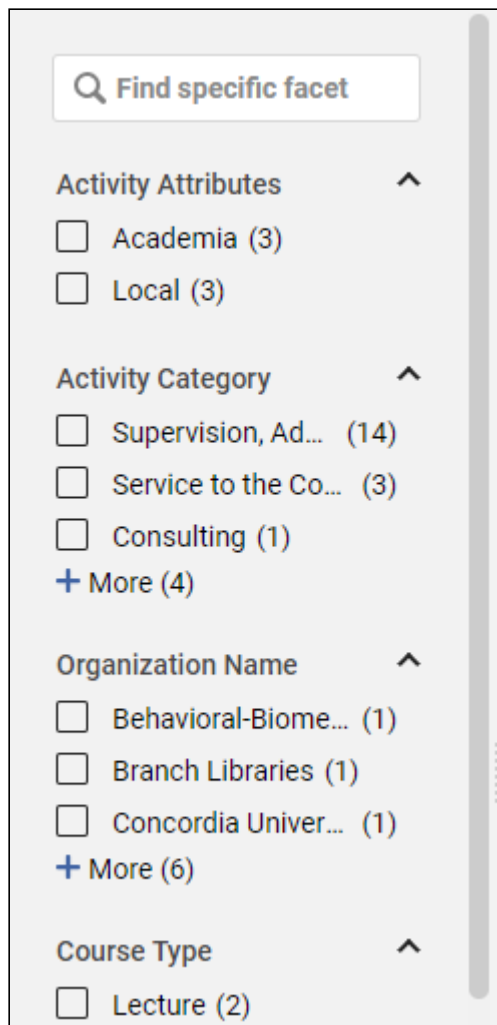 Find specific facet
Activity Attributes
Academia (3)
Local (3)
Activity Category
Supervision, Ad... (14)
Service to the Co... (3)
Consulting (1)
+ More (4)
Organization Name
Behavioral-Biome... (1)
Branch Libraries (1)
Concordia Univer... (1)
+ More (6)
Course Type
Lecture (2)